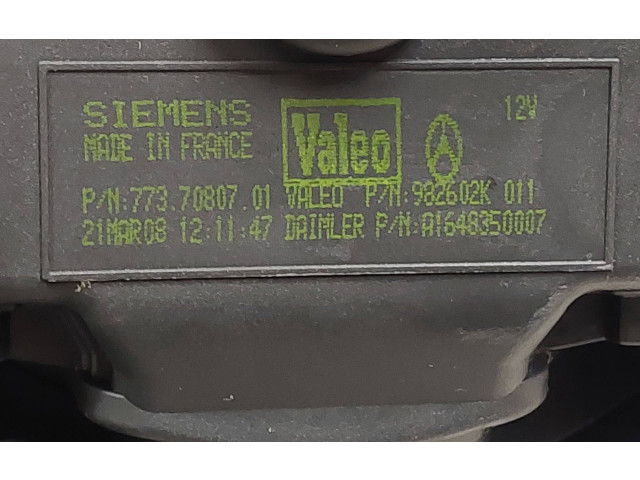 SIEMENS Valeo 12V
MADE IN FRANCE
P/N:773.70807.01 VALEO P/N:982602K 011
21MAR08 12:11:47 DAIMLER P/N:A1648350007